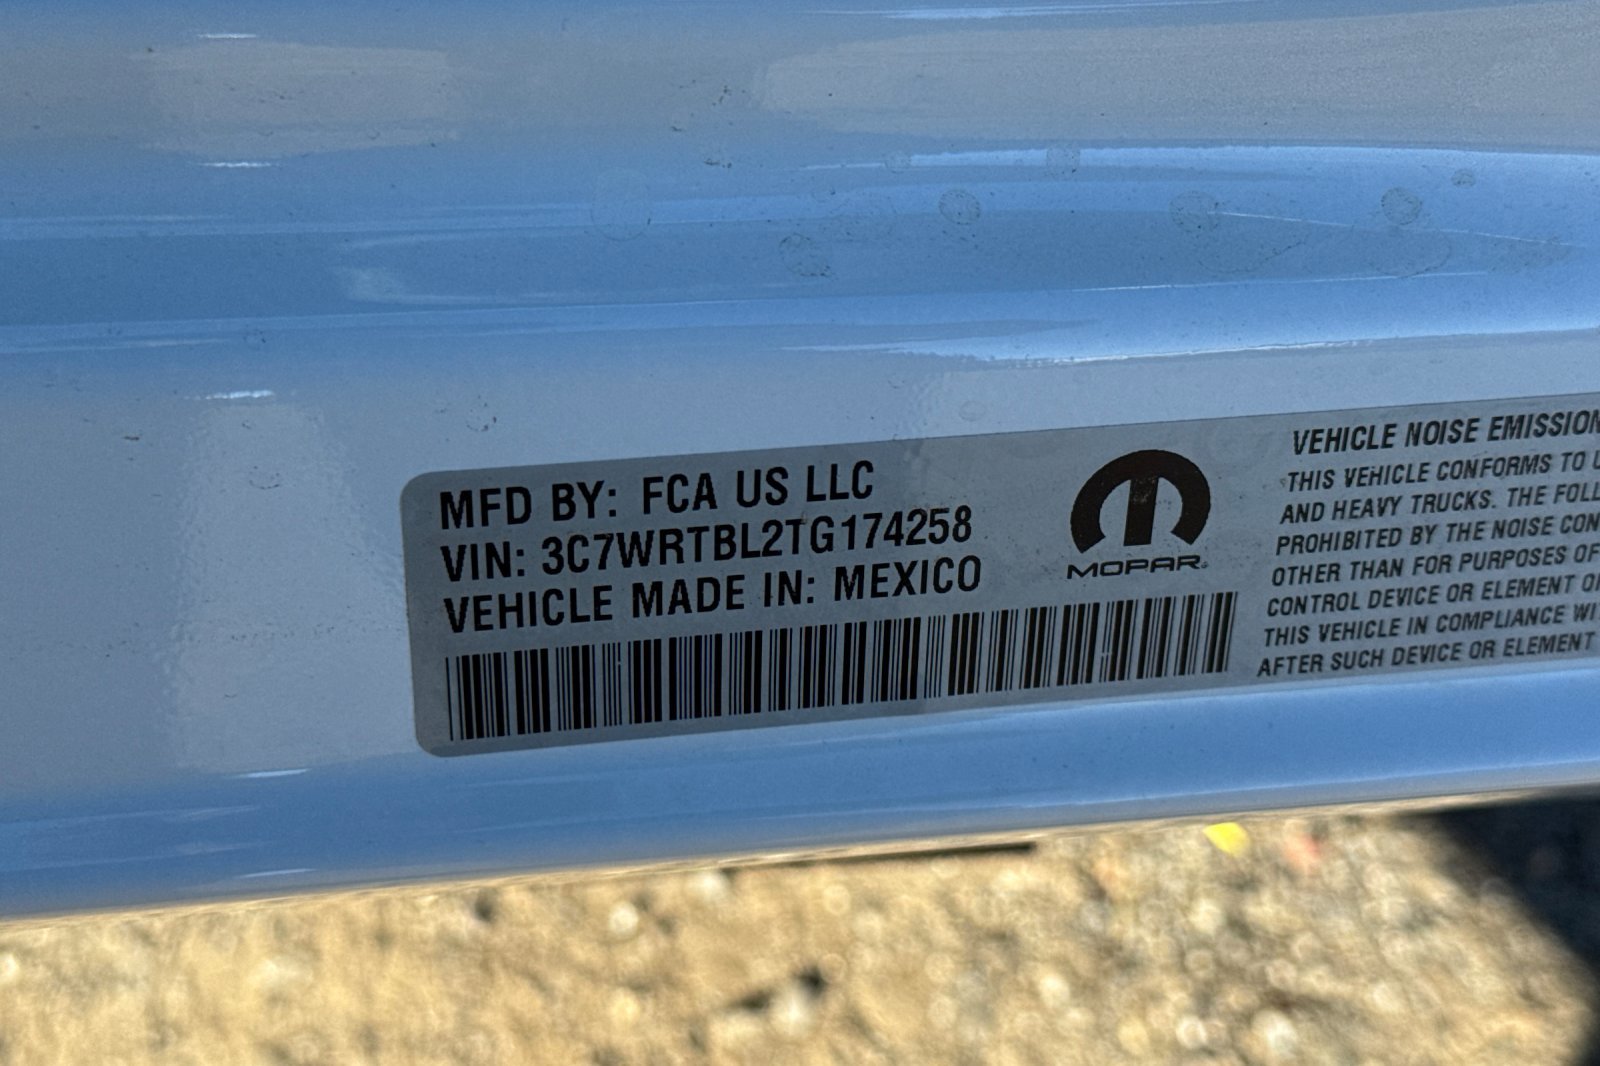 MFD BY: FCA US LLC
VIN: 3C7WRTBL2TG174258
VEHICLE MADE IN: MEXICO
MOPAR
VEHICLE NOISE EMISSION
THIS VEHICLE CONFORMS TO
AND HEAVY TRUCKS. THE
PROHIBITED BY THE NOISE
OTHER THAN FOR PURPOSES OF
CONTROL DEVICE OR ELEMENT
THIS VEHICLE IN COMPLIANCE
AFTER SUCH DEVICE OR ELEMENT